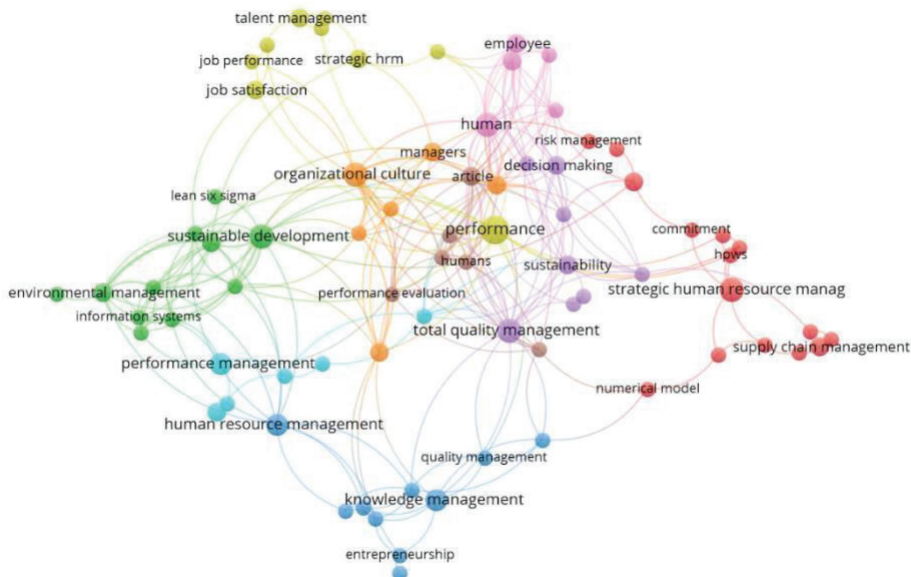 talent management
employee
job performance
strategic hrm
job satisfaction
human
risk management
managers
decision making
organizational culture
article
lean six sigma
performance
commitment
sustainable development
hpws
humans
sustainability
environmental management
performance evaluation
strategic human resource manag
information systems
total quality management
supply chain management
performance management
numerical model
human resource management
quality management
knowledge management
entrepreneurship